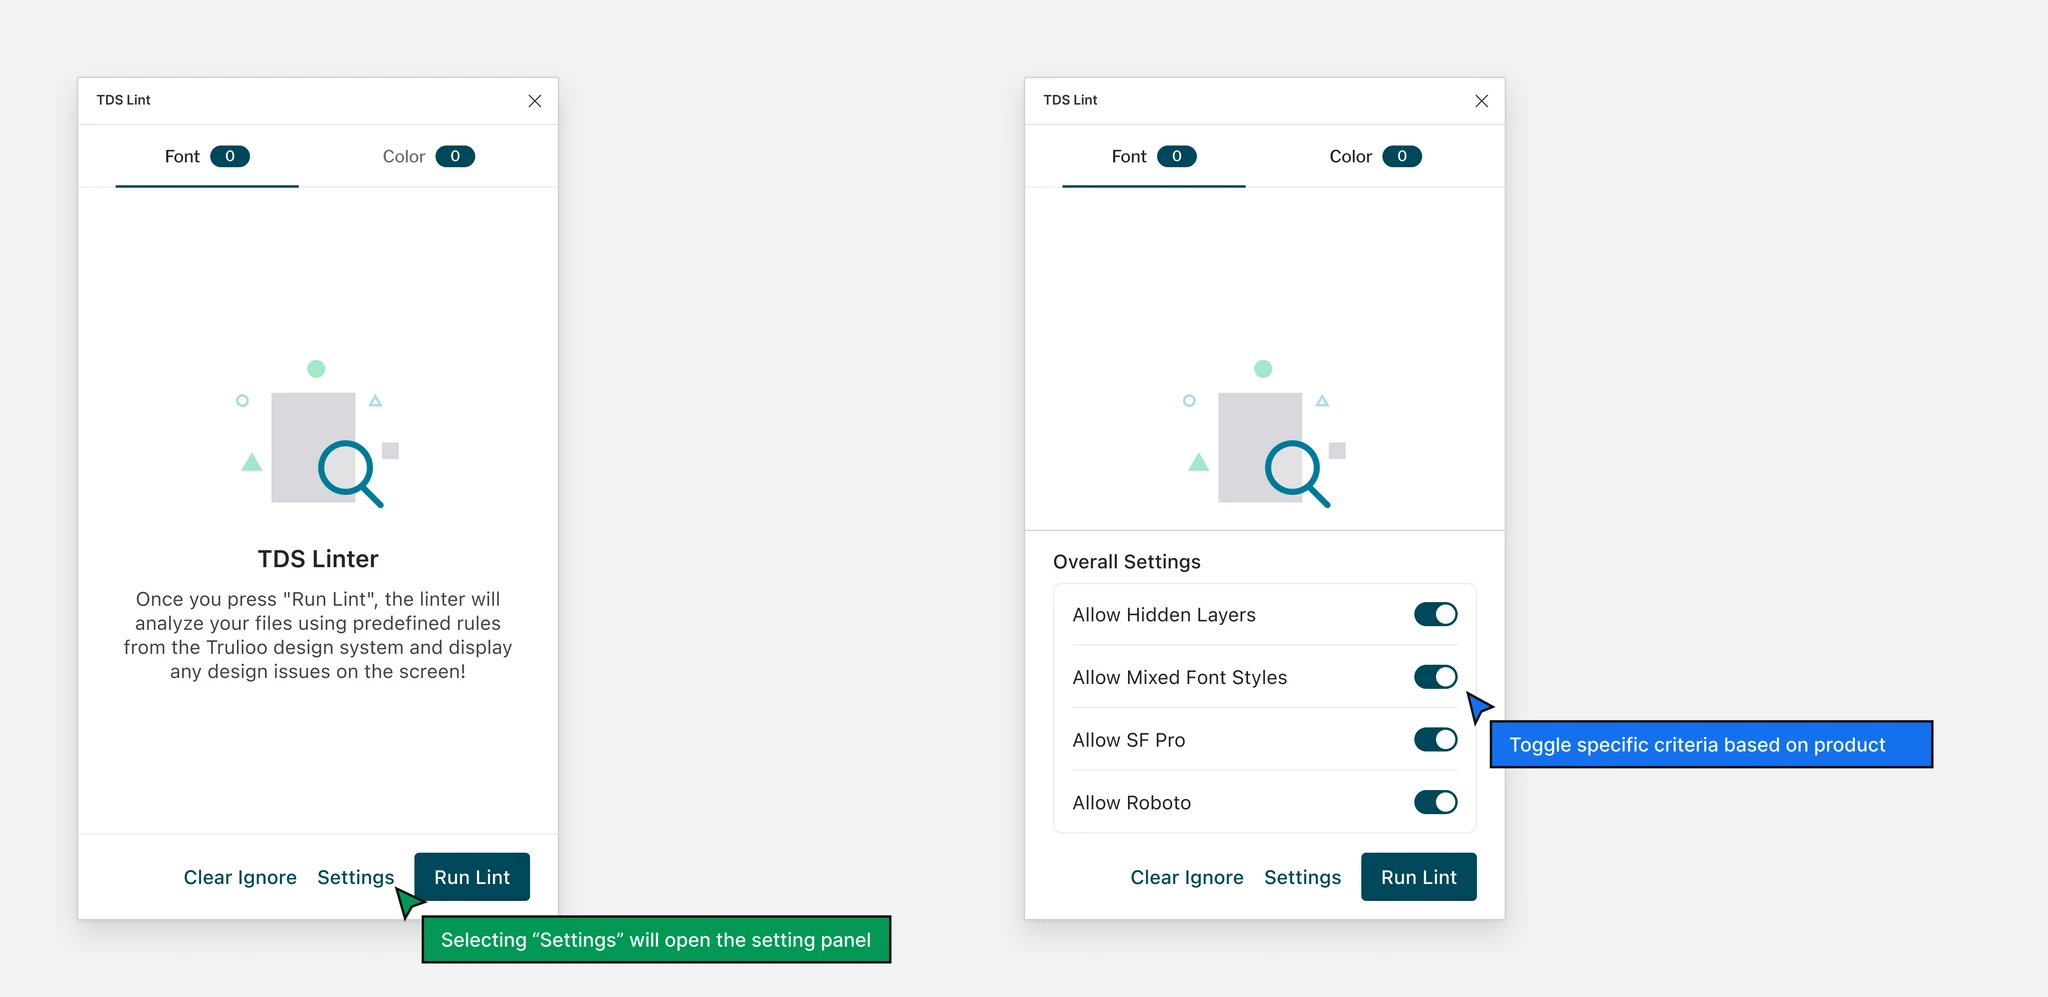 TDS Lint
Font 0 Color 0
TDS Linter
Once you press "Run Lint", the linter will
analyze your files using predefined rules
from the Trulioo design system and display
any design issues on the screen!
Clear Ignore Settings Run Lint
Selecting “Settings” will open the setting panel
TDS Lint
Font 0 Color 0
Overall Settings
Allow Hidden Layers
Allow Mixed Font Styles
Toggle specific criteria based on product
Allow SF Pro
Allow Roboto
Clear Ignore Settings Run Lint